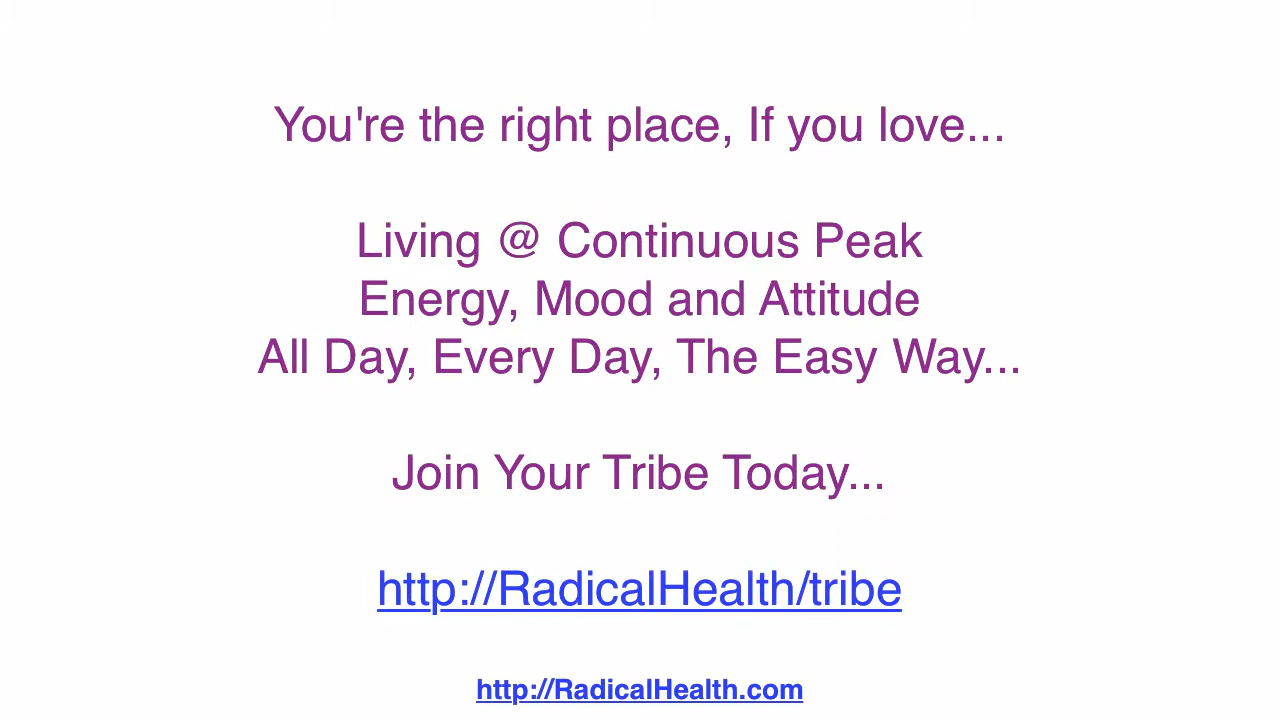 You're the right place, If you love...
Living @ Continuous Peak
Energy, Mood and Attitude
All Day, Every Day, The Easy Way...
Join Your Tribe Today...
http://RadicalHealth/tribe
http://RadicalHealth.com